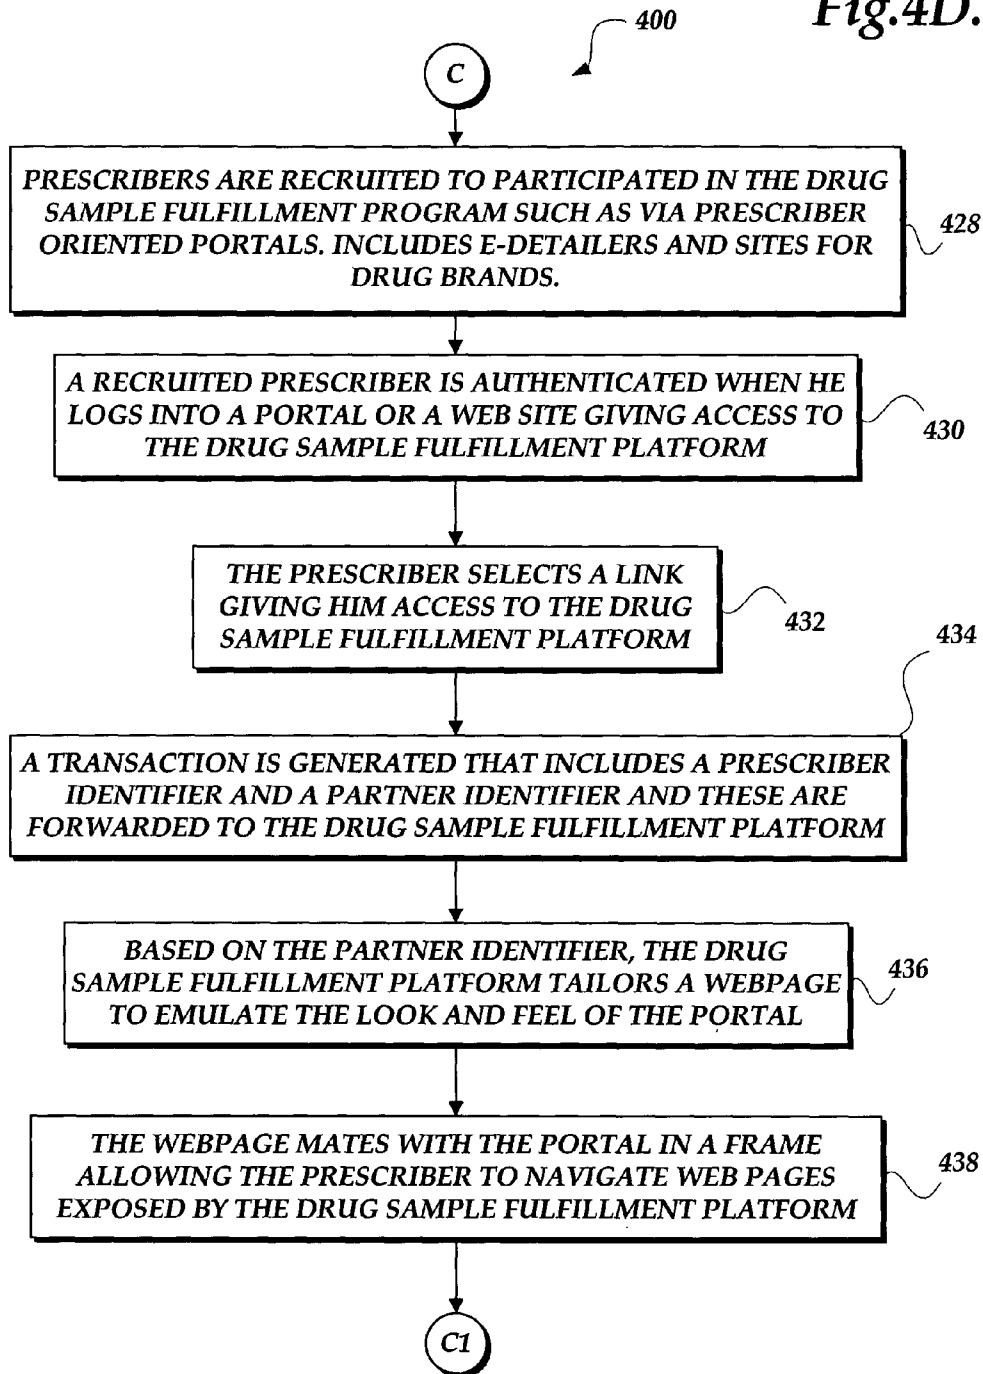 Fig.4D.
400
C
PRESCRIBERS ARE RECRUITED TO PARTICIPATED IN THE DRUG
SAMPLE FULFILLMENT PROGRAM SUCH AS VIA PRESCRIBER
ORIENTED PORTALS. INCLUDES E-DETAILERS AND SITES FOR
DRUG BRANDS.
428
A RECRUITED PRESCRIBER IS AUTHENTICATED WHEN HE
LOGS INTO A PORTAL OR A WEB SITE GIVING ACCESS TO
THE DRUG SAMPLE FULFILLMENT PLATFORM
430
THE PRESCRIBER SELECTS A LINK
GIVING HIM ACCESS TO THE DRUG
SAMPLE FULFILLMENT PLATFORM
432
434
A TRANSACTION IS GENERATED THAT INCLUDES A PRESCRIBER
IDENTIFIER AND A PARTNER IDENTIFIER AND THESE ARE
FORWARDED TO THE DRUG SAMPLE FULFILLMENT PLATFORM
BASED ON THE PARTNER IDENTIFIER, THE DRUG
SAMPLE FULFILLMENT PLATFORM TAILORS A WEBPAGE
TO EMULATE THE LOOK AND FEEL OF THE PORTAL
436
THE WEBPAGE MATES WITH THE PORTAL IN A FRAME
ALLOWING THE PRESCRIBER TO NAVIGATE WEB PAGES
EXPOSED BY THE DRUG SAMPLE FULFILLMENT PLATFORM
438
C1